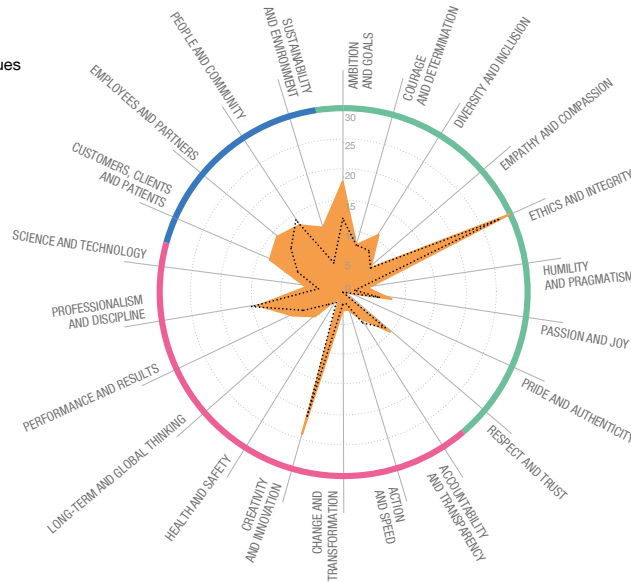 ues
AMBITION
AND GOALS
COURAGE
AND DETERMINATION
DIVERSITY AND INCLUSION
EMPATHY AND COMPASSION
ETHICS AND INTEGRITY
HUMILITY
AND PRAGMATISM
PASSION AND JOY
PRIDE AND AUTHENTICITY
RESPECT AND TRUST
ACCOUNTABILITY
AND TRANSPARENCY
ACTION
AND SPEED
CHANGE AND
TRANSFORMATION
CREATIVITY
AND INNOVATION
HEALTH AND SAFETY
LONG-TERM AND GLOBAL THINKING
PERFORMANCE AND RESULTS
PROFESSIONALISM
AND DISCIPLINE
SCIENCE AND TECHNOLOGY
CUSTOMERS, CLIENTS
AND PATIENTS
EMPLOYEES AND PARTNERS
PEOPLE AND COMMUNITY
SUSTAINABILITY
AND ENVIRONMENT
30
25
20
15
5
0